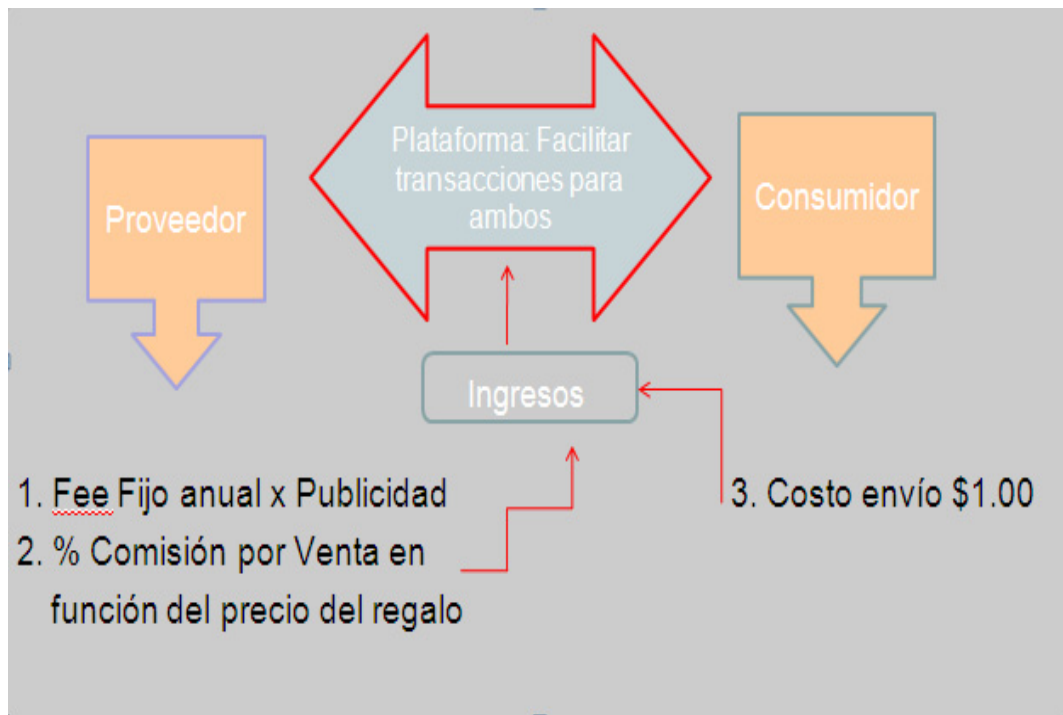 Plataforma: Facilitar
transacciones para
ambos
Proveedor
Consumidor
Ingresos
1. Fee Fijo anual x Publicidad
2. % Comisión por Venta en
función del precio del regalo
3. Costo envío $1.00